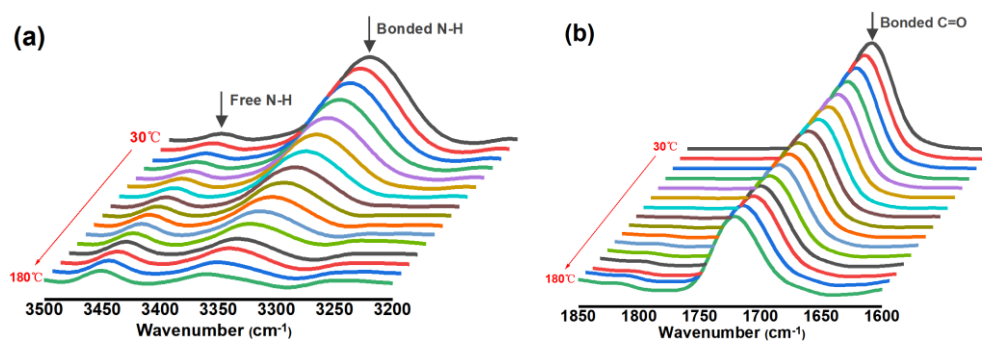 (a)
Bonded N-H
Free N-H
30℃
180℃
3500 3450 3400 3350 3300 3250 3200
Wavenumber (cm⁻¹)
(b)
Bonded C=O
30℃
180℃
1850 1800 1750 1700 1650 1600
Wavenumber (cm⁻¹)